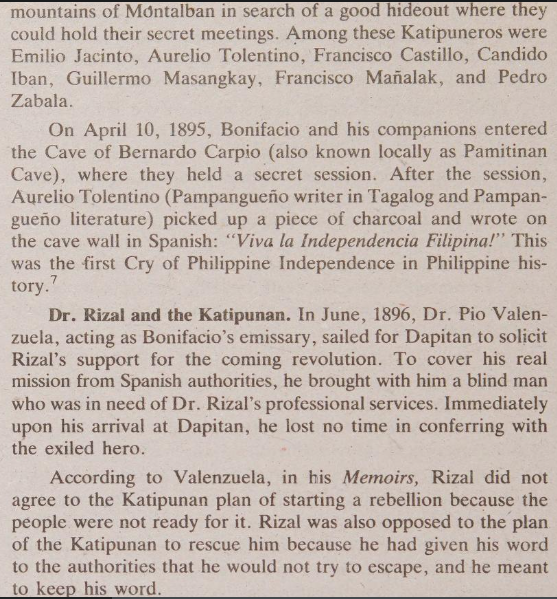 mountains of Montalban in search of a good hideout where they
could hold their secret meetings. Among these Katipuneros were
Emilio Jacinto, Aurelio Tolentino, Francisco Castillo, Candido
Iban, Guillermo Masangkay, Francisco Mañalak, and Pedro
Zabala.
On April 10, 1895, Bonifacio and his companions entered
the Cave of Bernardo Carpio (also known locally as Pamitinan
Cave), where they held a secret session. After the session,
Aurelio Tolentino (Pampangueño writer in Tagalog and Pampan-
gueño literature) picked up a piece of charcoal and wrote on
the cave wall in Spanish: "Viva la Independencia Filipina!" This
was the first Cry of Philippine Independence in Philippine his-
tory.7
Dr. Rizal and the Katipunan. In June, 1896, Dr. Pio Valen-
zuela, acting as Bonifacio's emissary, sailed for Dapitan to solicit
Rizal's support for the coming revolution. To cover his real
mission from Spanish authorities, he brought with him a blind man
who was in need of Dr. Rizal's professional services. Immediately
upon his arrival at Dapitan, he lost no time in conferring with
the exiled hero.
According to Valenzuela, in his Memoirs, Rizal did not
agree to the Katipunan plan of starting a rebellion because the
people were not ready for it. Rizal was also opposed to the plan
of the Katipunan to rescue him because he had given his word
to the authorities that he would not try to escape, and he meant
to keep his word.